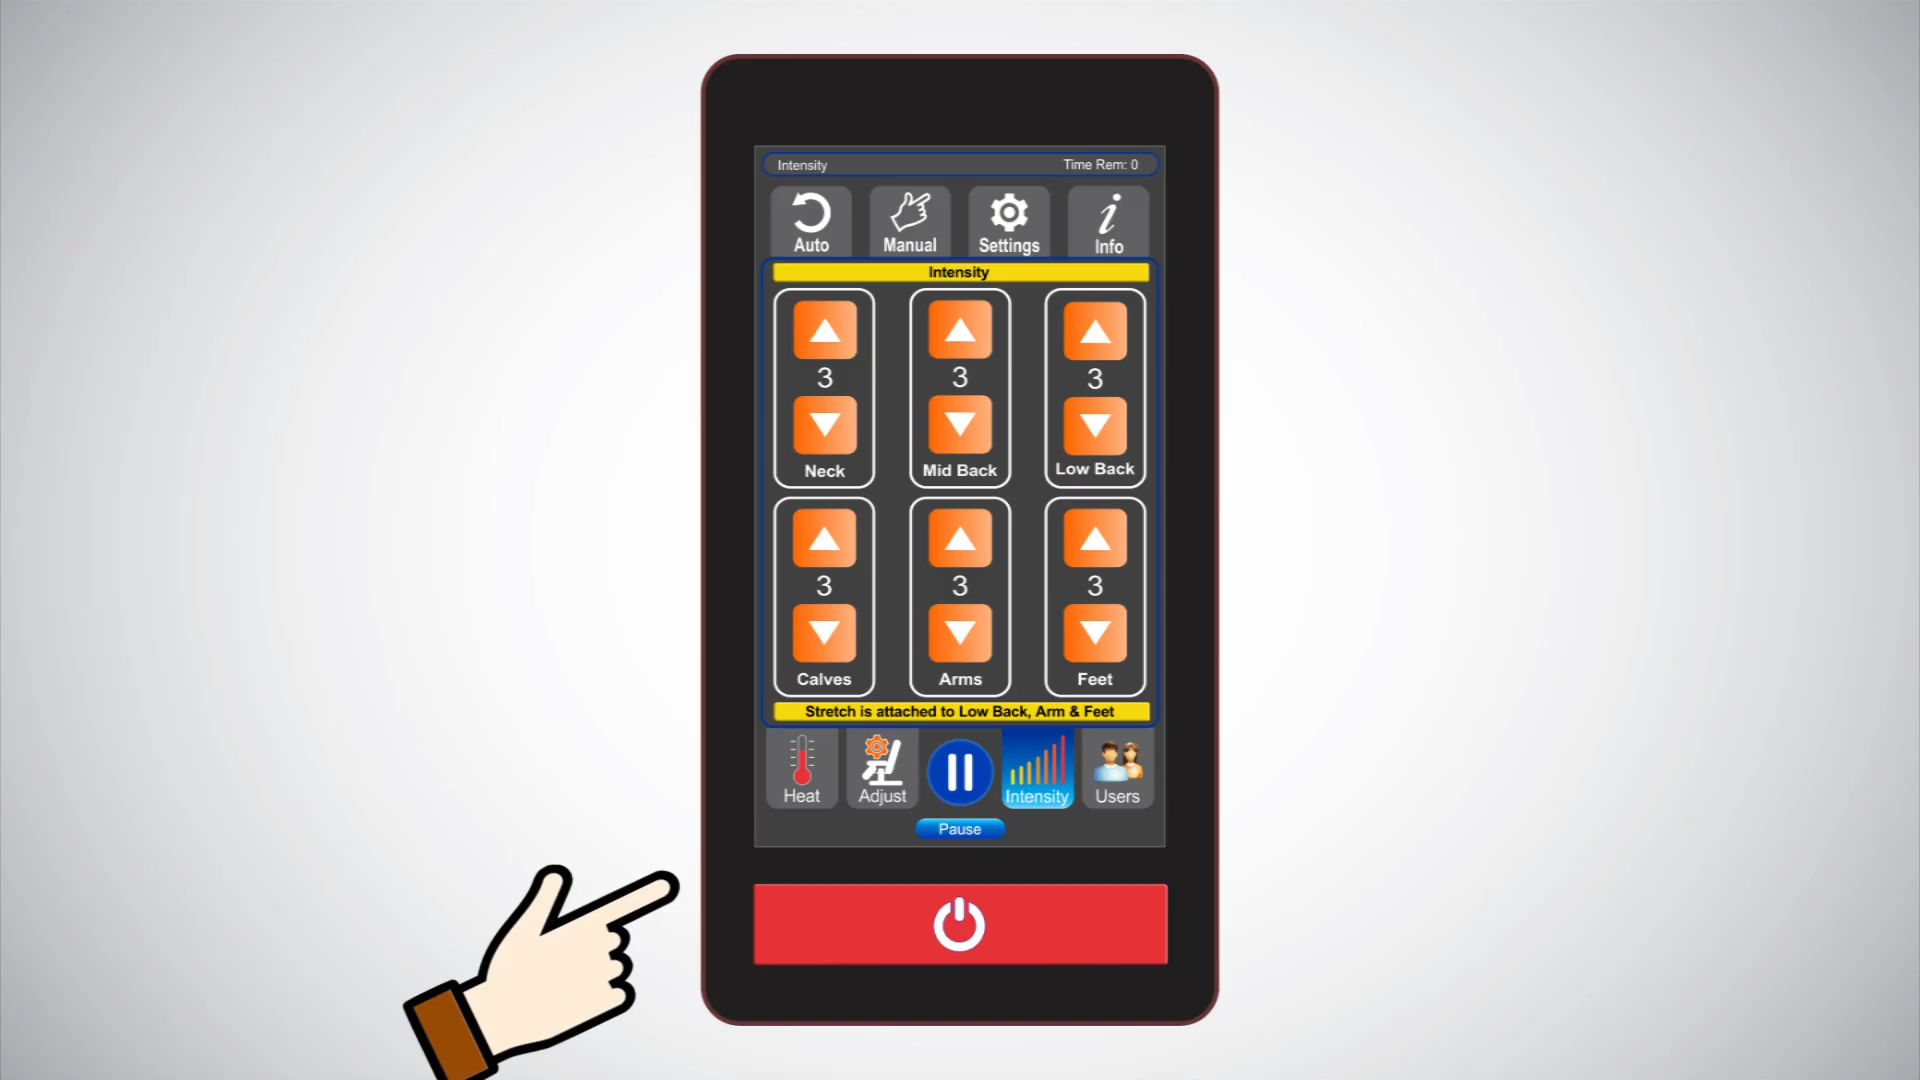 Intensity Time Rem: 0
Auto Manual Settings Info
Intensity
3 3 3
Neck Mid Back Low Back
3 3 3
Calves Arms Feet
Stretch is attached to Low Back, Arm & Feet
Heat Adjust Intensity Users
Pause